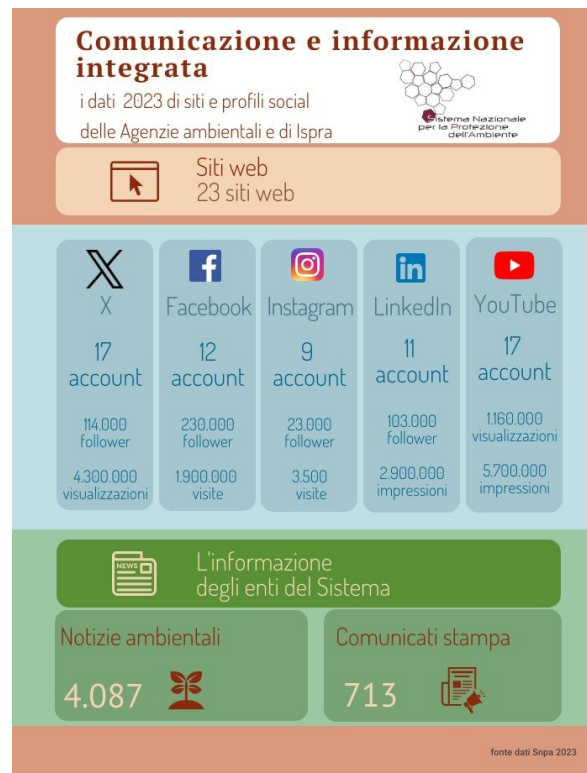 Comunicazione e informazione
integrata
i dati 2023 di siti e profili social
delle Agenzie ambientali e di Ispra
Sistema Nazionale
per la Protezione
dell'Ambiente
Siti web
23 siti web
X
17
account
114.000
follower
4.300.000
visualizzazioni
Facebook
12
account
230.000
follower
1.900.000
visite
Instagram
9
account
23.000
follower
3.500
visite
in
LinkedIn
11
account
103.000
follower
2.900.000
impressioni
YouTube
17
account
1.160.000
visualizzazioni
5.700.000
impressioni
NEWS
L'informazione
degli enti del Sistema
Notizie ambientali
4.087
Comunicati stampa
713
fonte dati Snpa 2023